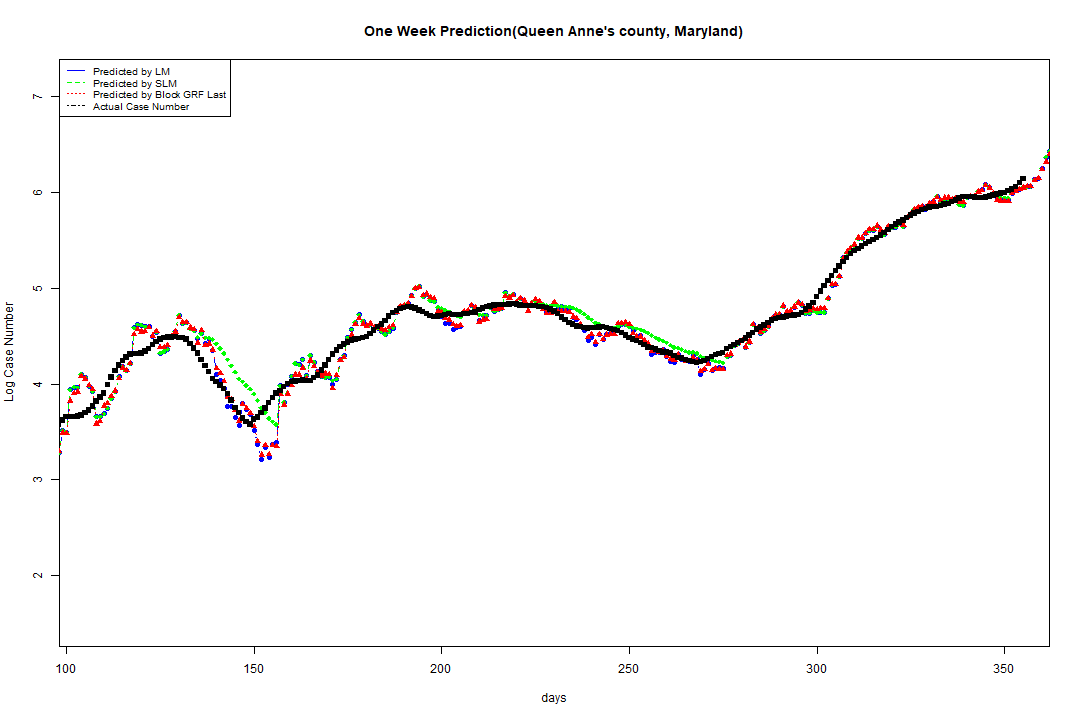 One Week Prediction(Queen Anne's county, Maryland)
Predicted by LM
Predicted by SLM
Predicted by Block GRF Last
Actual Case Number
7
6
5
4
3
2
Log Case Number
100 150 200 250 300 350
days